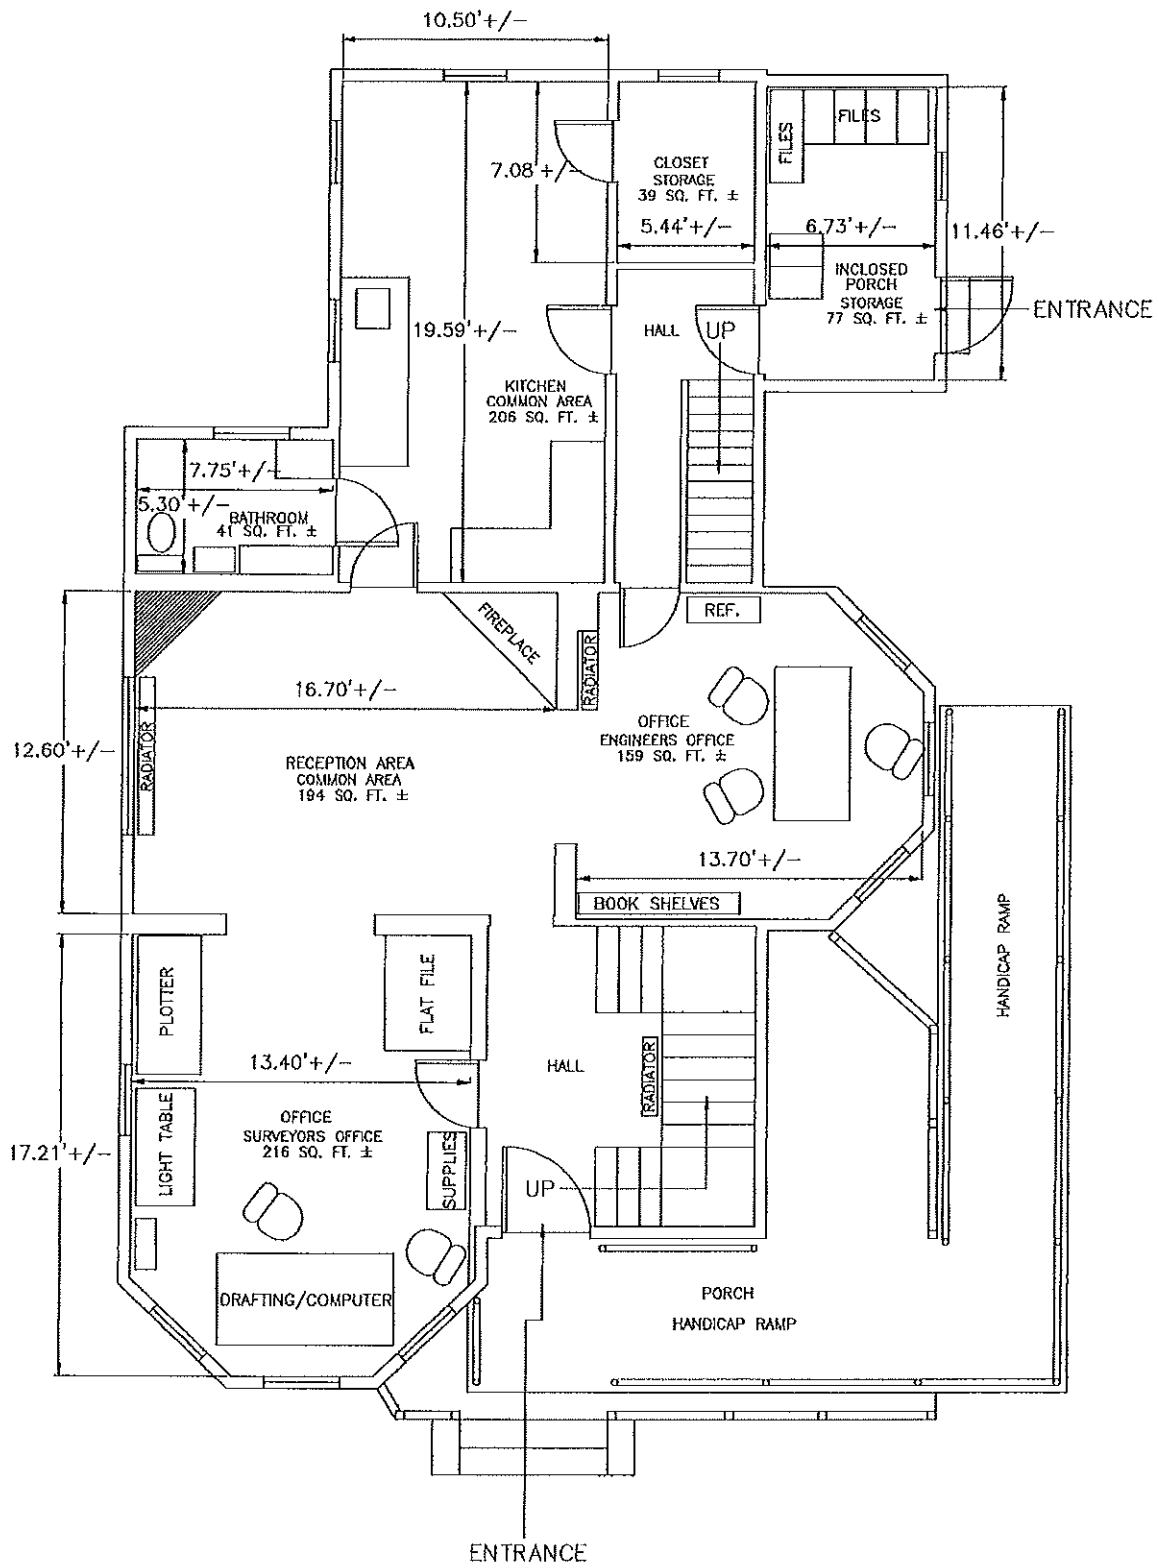 10.50'+/-
FILES
FILES
7.08'+/-
CLOSET
STORAGE
39 SQ. FT. ±
5.44'+/-
6.73'+/-
11.46'+/-
INCLOSED
PORCH
STORAGE
77 SQ. FT. ±
ENTRANCE
19.59'+/-
HALL
UP
KITCHEN
COMMON AREA
206 SQ. FT. ±
7.75'+/-
5.30'+/-
BATHROOM
41 SQ. FT. ±
FIREPLACE
REF.
RADIATOR
16.70'+/-
12.60'+/-
RADIATOR
RECEPTION AREA
COMMON AREA
194 SQ. FT. ±
OFFICE
ENGINEERS OFFICE
159 SQ. FT. ±
13.70'+/-
BOOK SHELVES
HANDICAP RAMP
PLOTTER
FLAT FILE
13.40'+/-
HALL
RADIATOR
17.21'+/-
LIGHT TABLE
OFFICE
SURVEYORS OFFICE
216 SQ. FT. ±
SUPPLIES
UP
DRAFTING/COMPUTER
PORCH
HANDICAP RAMP
ENTRANCE